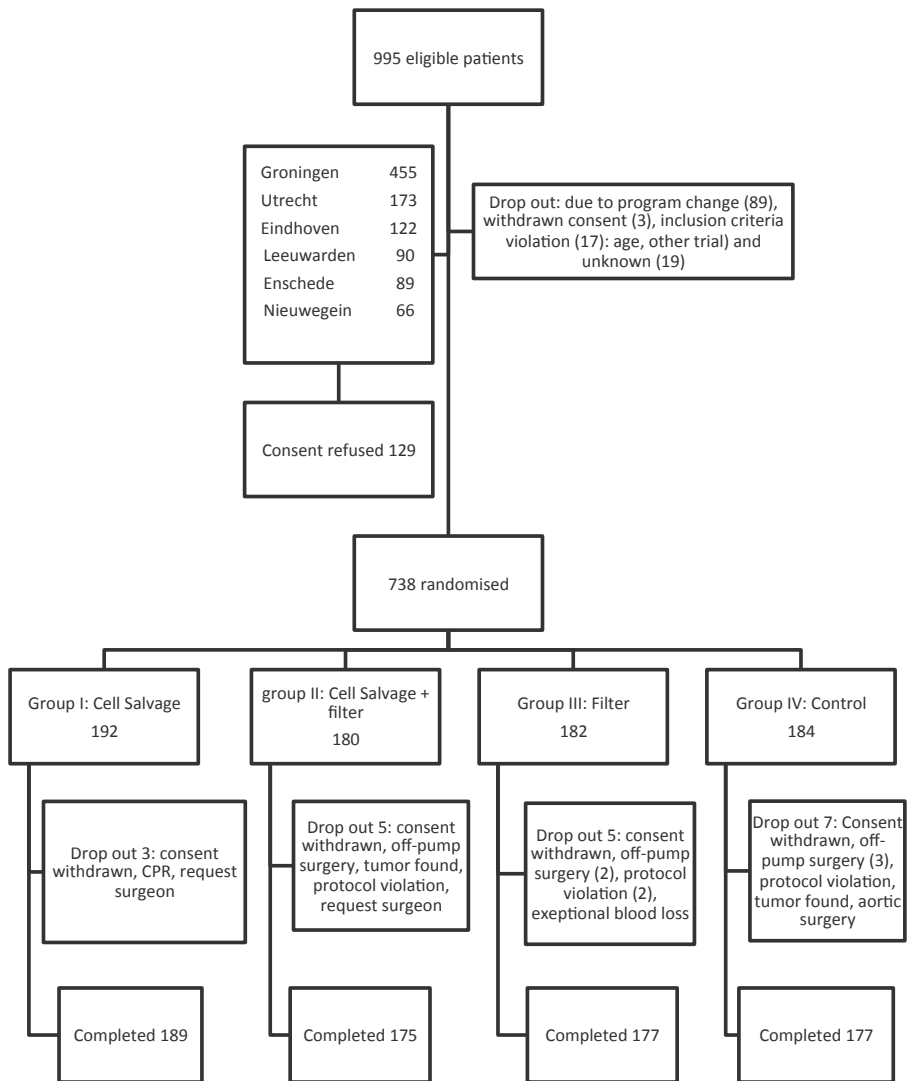 995 eligible patients
Groningen 455
Utrecht 173
Eindhoven 122
Leeuwarden 90
Enschede 89
Nieuwegein 66
Drop out: due to program change (89),
withdrawn consent (3), inclusion criteria
violation (17): age, other trial) and
unknown (19)
Consent refused 129
738 randomised
Group I: Cell Salvage
192
group II: Cell Salvage +
filter
180
Group III: Filter
182
Group IV: Control
184
Drop out 3: consent
withdrawn, CPR, request
surgeon
Drop out 5: consent
withdrawn, off-pump
surgery, tumor found,
protocol violation,
request surgeon
Drop out 5: consent
withdrawn, off-pump
surgery (2), protocol
violation (2),
exeptional blood loss
Drop out 7: Consent
withdrawn, off-
pump surgery (3),
protocol violation,
tumor found, aortic
surgery
Completed 189
Completed 175
Completed 177
Completed 177